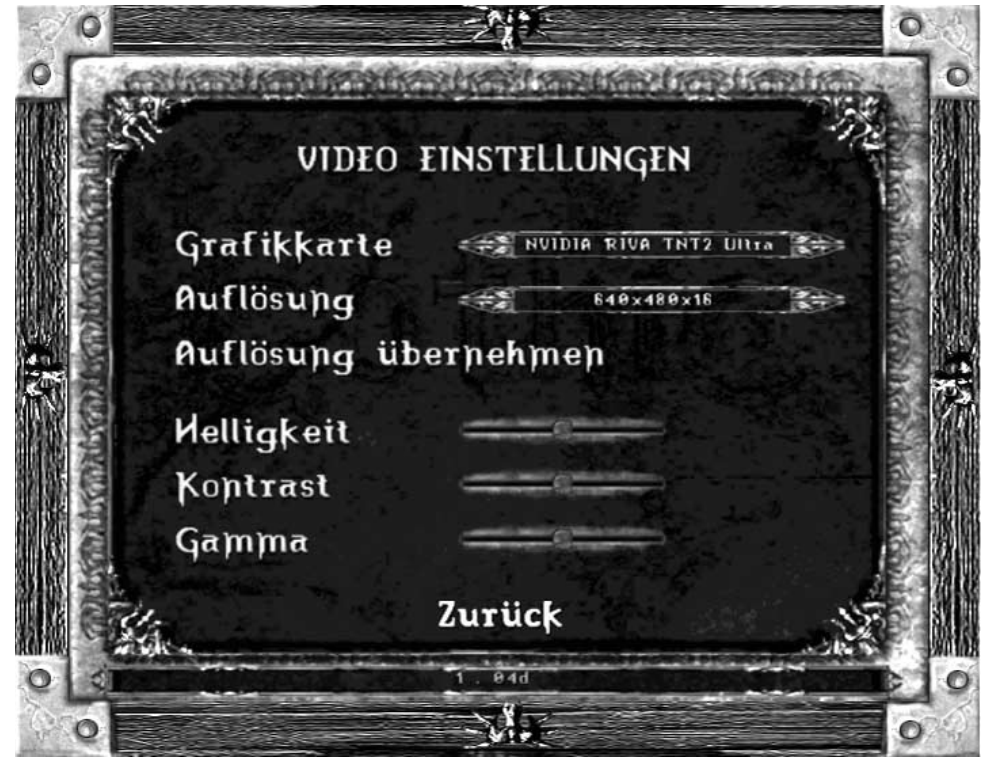 VIDEO EINSTELLUNGEN
Grafikkarte NVIDIA RIVA TNT2 Ultra
Auflösung 640x480x16
Auflösung übernehmen
Helligkeit
Kontrast
Gamma
Zurück
1.04d